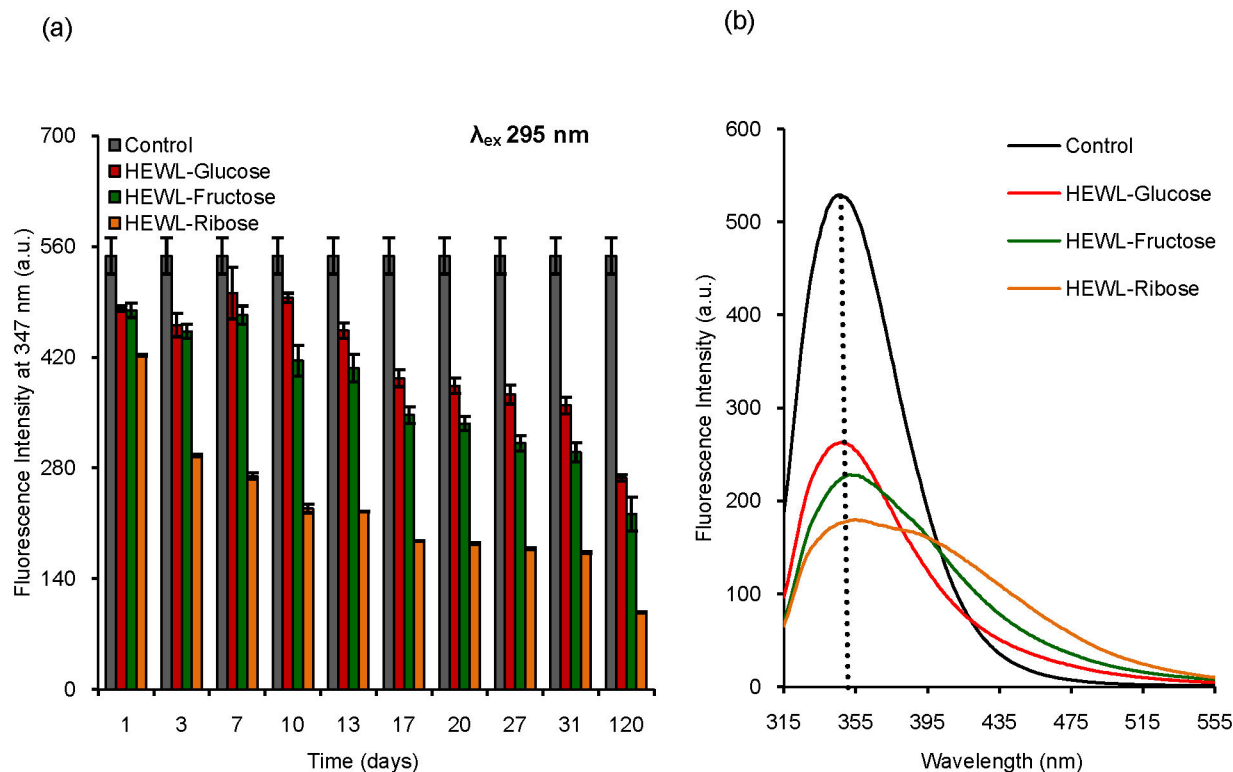 (a)
700
560
420
280
140
0
Fluorescence Intensity at 347 nm (a.u.)
Control
HEWL-Glucose
HEWL-Fructose
HEWL-Ribose
λex 295 nm
1 3 7 10 13 17 20 27 31 120
Time (days)
(b)
600
500
400
300
200
100
0
Fluorescence Intensity (a.u.)
Control
HEWL-Glucose
HEWL-Fructose
HEWL-Ribose
315 355 395 435 475 515 555
Wavelength (nm)